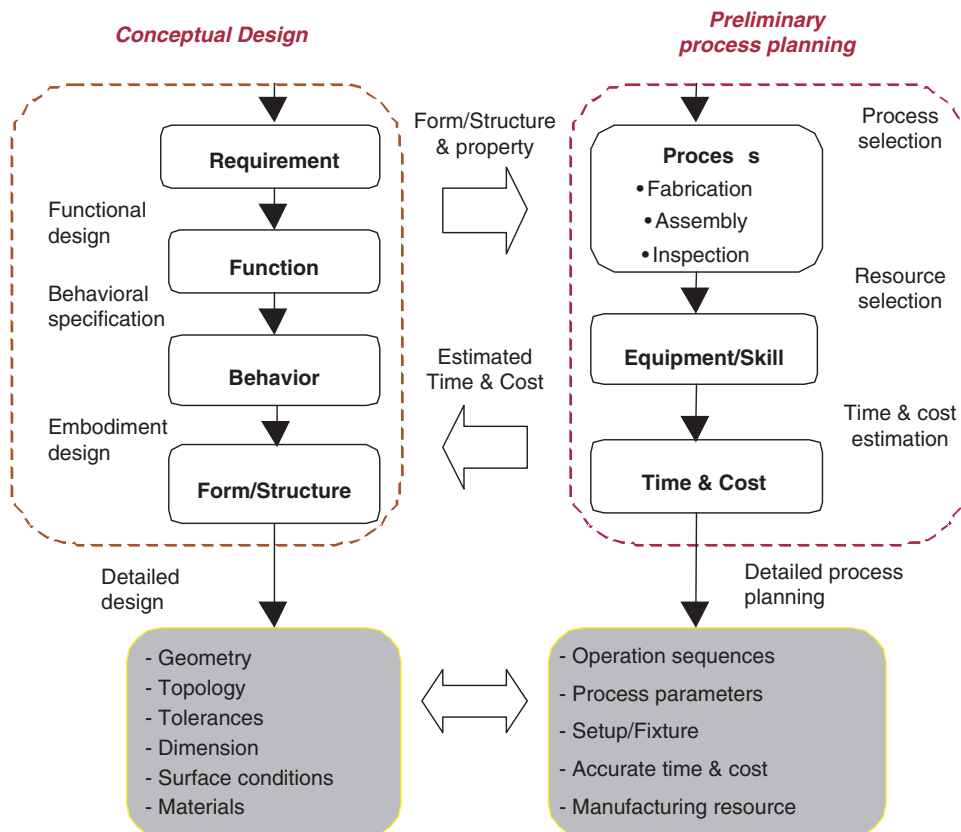 Conceptual Design
Preliminary
process planning
Requirement
Functional
design
Function
Behavioral
specification
Behavior
Embodiment
design
Form/Structure
Detailed
design
- Geometry
- Topology
- Tolerances
- Dimension
- Surface conditions
- Materials
Form/Structure
& property
Estimated
Time & Cost
Process
selection
Proces s
•Fabrication
•Assembly
•Inspection
Resource
selection
Equipment/Skill
Time & cost
estimation
Time & Cost
Detailed process
planning
- Operation sequences
- Process parameters
- Setup/Fixture
- Accurate time & cost
- Manufacturing resource